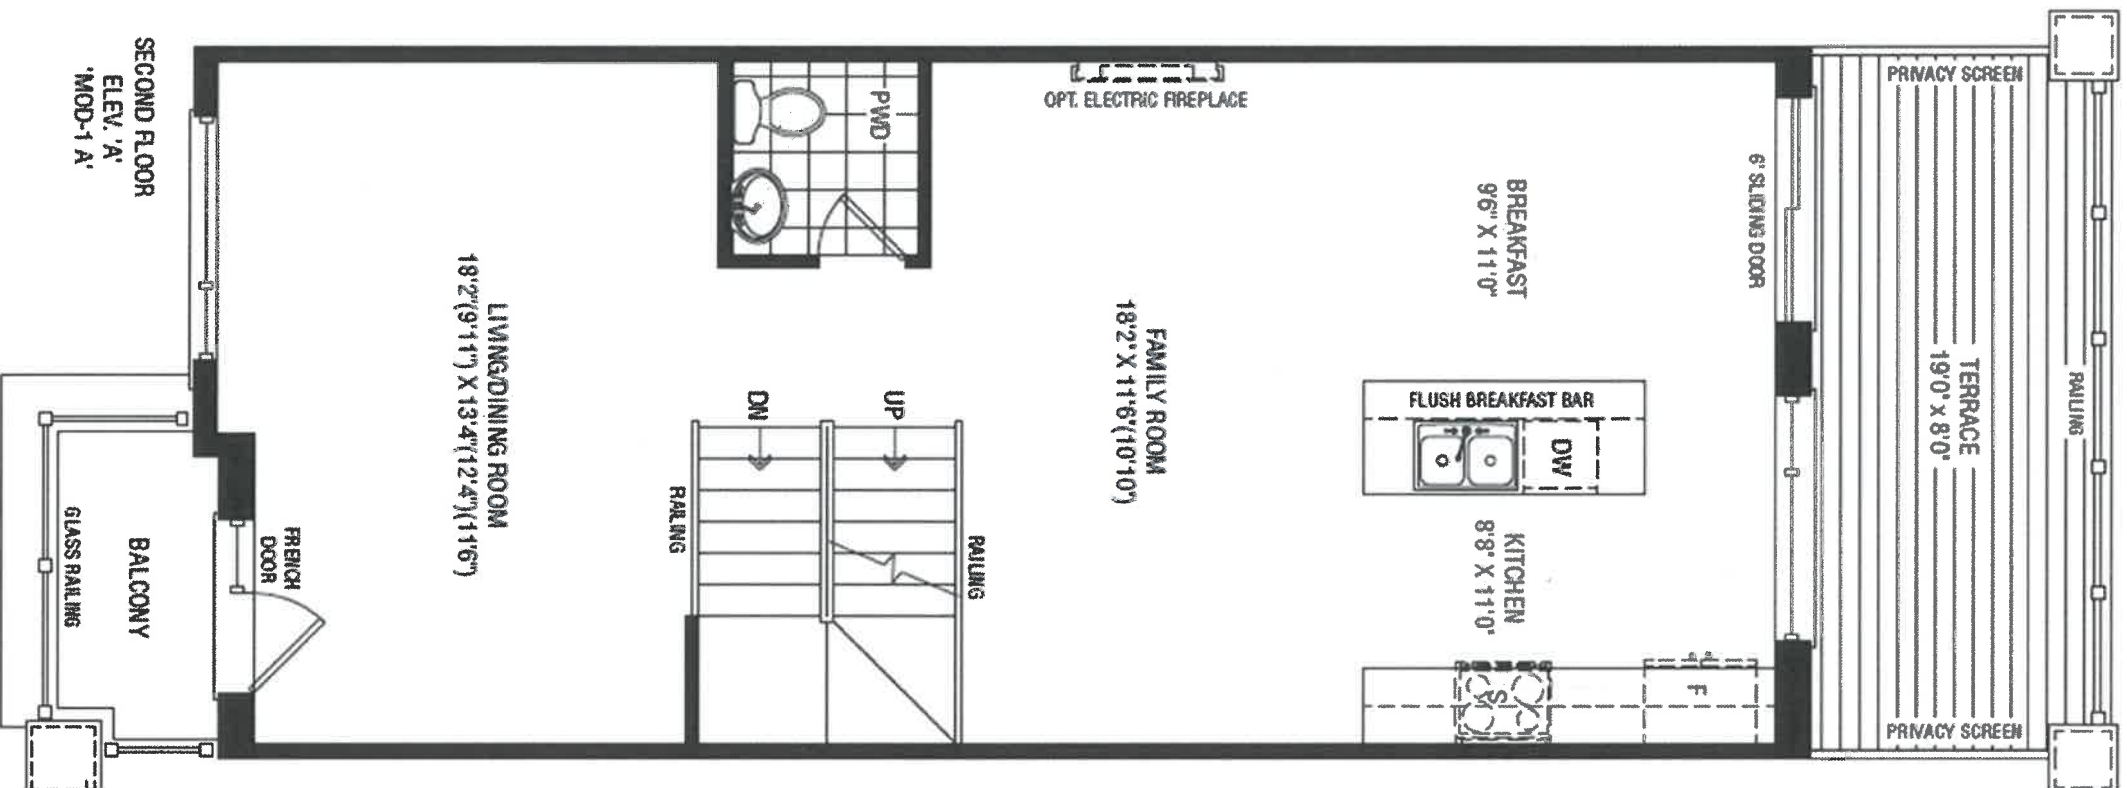 SECOND FLOOR
ELEV. 'A'
'MOD-1 A'
PWD
OPT. ELECTRIC FIREPLACE
BREAKFAST
9'6" X 11'0"
6' SLIDING DOOR
PRIVACY SCREEN
TERRACE
19'0" X 8'0"
RAILING
PRIVACY SCREEN
LIVING/DINING ROOM
18'2"(9'11") X 13'4"(12'4")(11'6")
DN
UP
RAILING
RAILING
FAMILY ROOM
18'2" X 11'6"(10'10")
FLUSH BREAKFAST BAR
DW
KITCHEN
8'8" X 11'0"
S
F
FRENCH
DOOR
BALCONY
GLASS RAILING